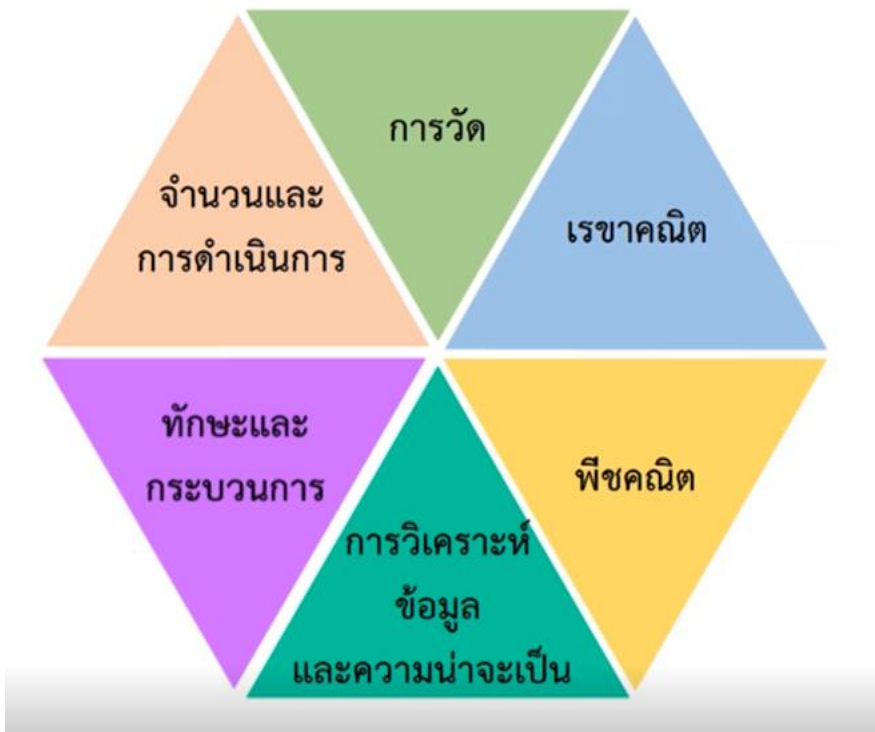 การวัด
จำนวนและ
การดำเนินการ
เรขาคณิต
ทักษะและ
กระบวนการ
พีชคณิต
การวิเคราะห์
ข้อมูล
และความน่าจะเป็น